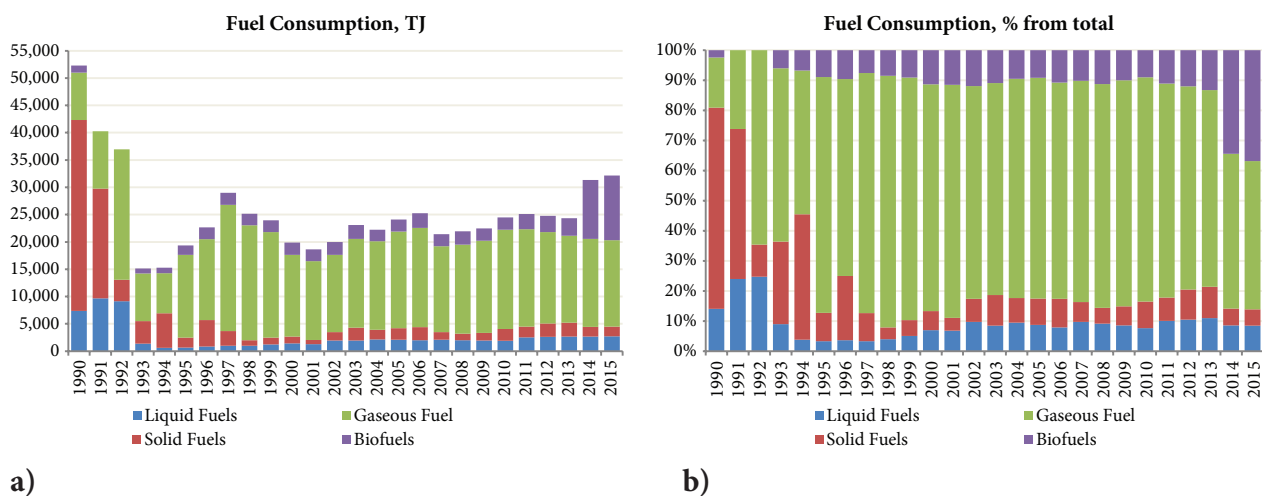 Fuel Consumption, TJ
55,000
50,000
45,000
40,000
35,000
30,000
25,000
20,000
15,000
10,000
5,000
0
1990 1991 1992 1993 1994 1995 1996 1997 1998 1999 2000 2001 2002 2003 2004 2005 2006 2007 2008 2009 2010 2011 2012 2013 2014 2015
Liquid Fuels Gaseous Fuel
Solid Fuels Biofuels
a)
Fuel Consumption, % from total
100%
90%
80%
70%
60%
50%
40%
30%
20%
10%
0%
1990 1991 1992 1993 1994 1995 1996 1997 1998 1999 2000 2001 2002 2003 2004 2005 2006 2007 2008 2009 2010 2011 2012 2013 2014 2015
Liquid Fuels Gaseous Fuel
Solid Fuels Biofuels
b)